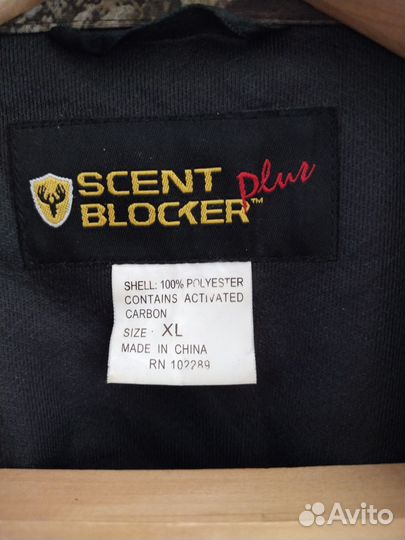 SCENT
BLOCKER™ Plus
SHELL: 100% POLYESTER
CONTAINS ACTIVATED
CARBON
SIZE · XL
MADE IN CHINA
RN 102289
Avito